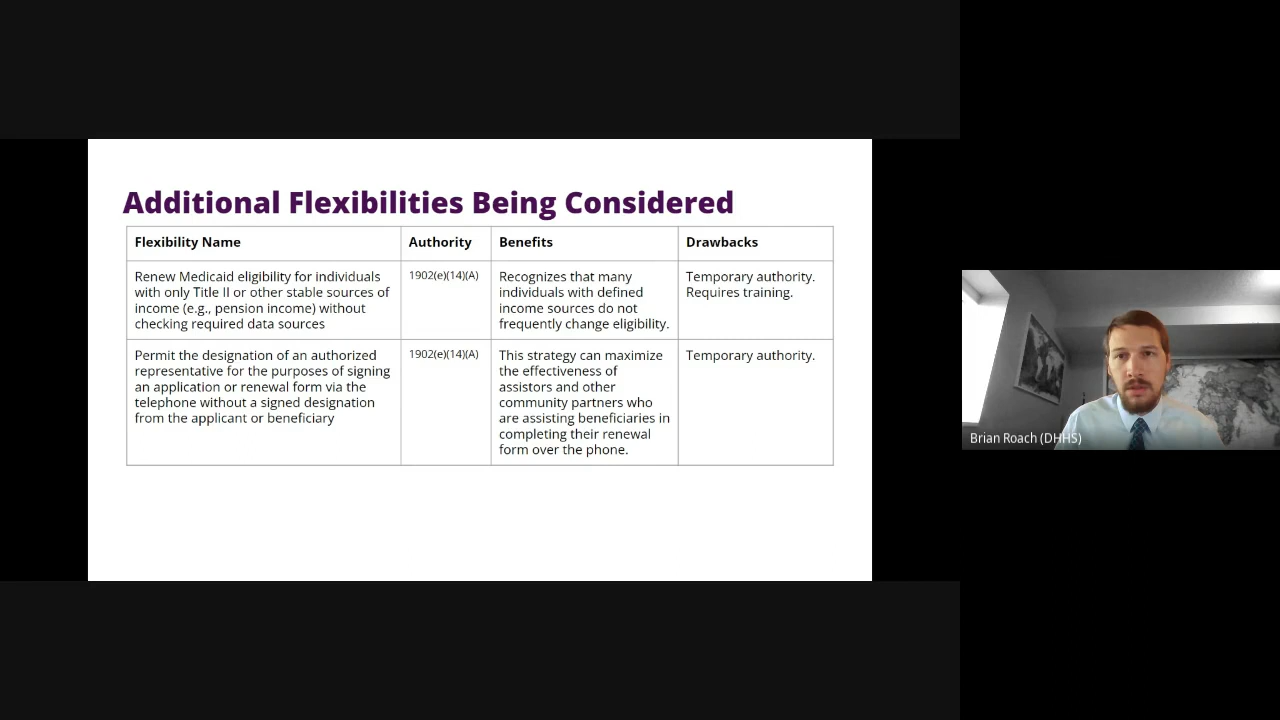 Additional Flexibilities Being Considered
Flexibility Name
Authority
Benefits
Drawbacks
Renew Medicaid eligibility for individuals
with only Title II or other stable sources of
income (e.g., pension income) without
checking required data sources
1902(e)(14)(A)
Recognizes that many
individuals with defined
income sources do not
frequently change eligibility.
Temporary authority.
Requires training.
Permit the designation of an authorized
representative for the purposes of signing
an application or renewal form via the
telephone without a signed designation
from the applicant or beneficiary
1902(e)(14)(A)
This strategy can maximize
the effectiveness of
assistors and other
community partners who
are assisting beneficiaries in
completing their renewal
form over the phone.
Temporary authority.
Brian Roach (DHHS)